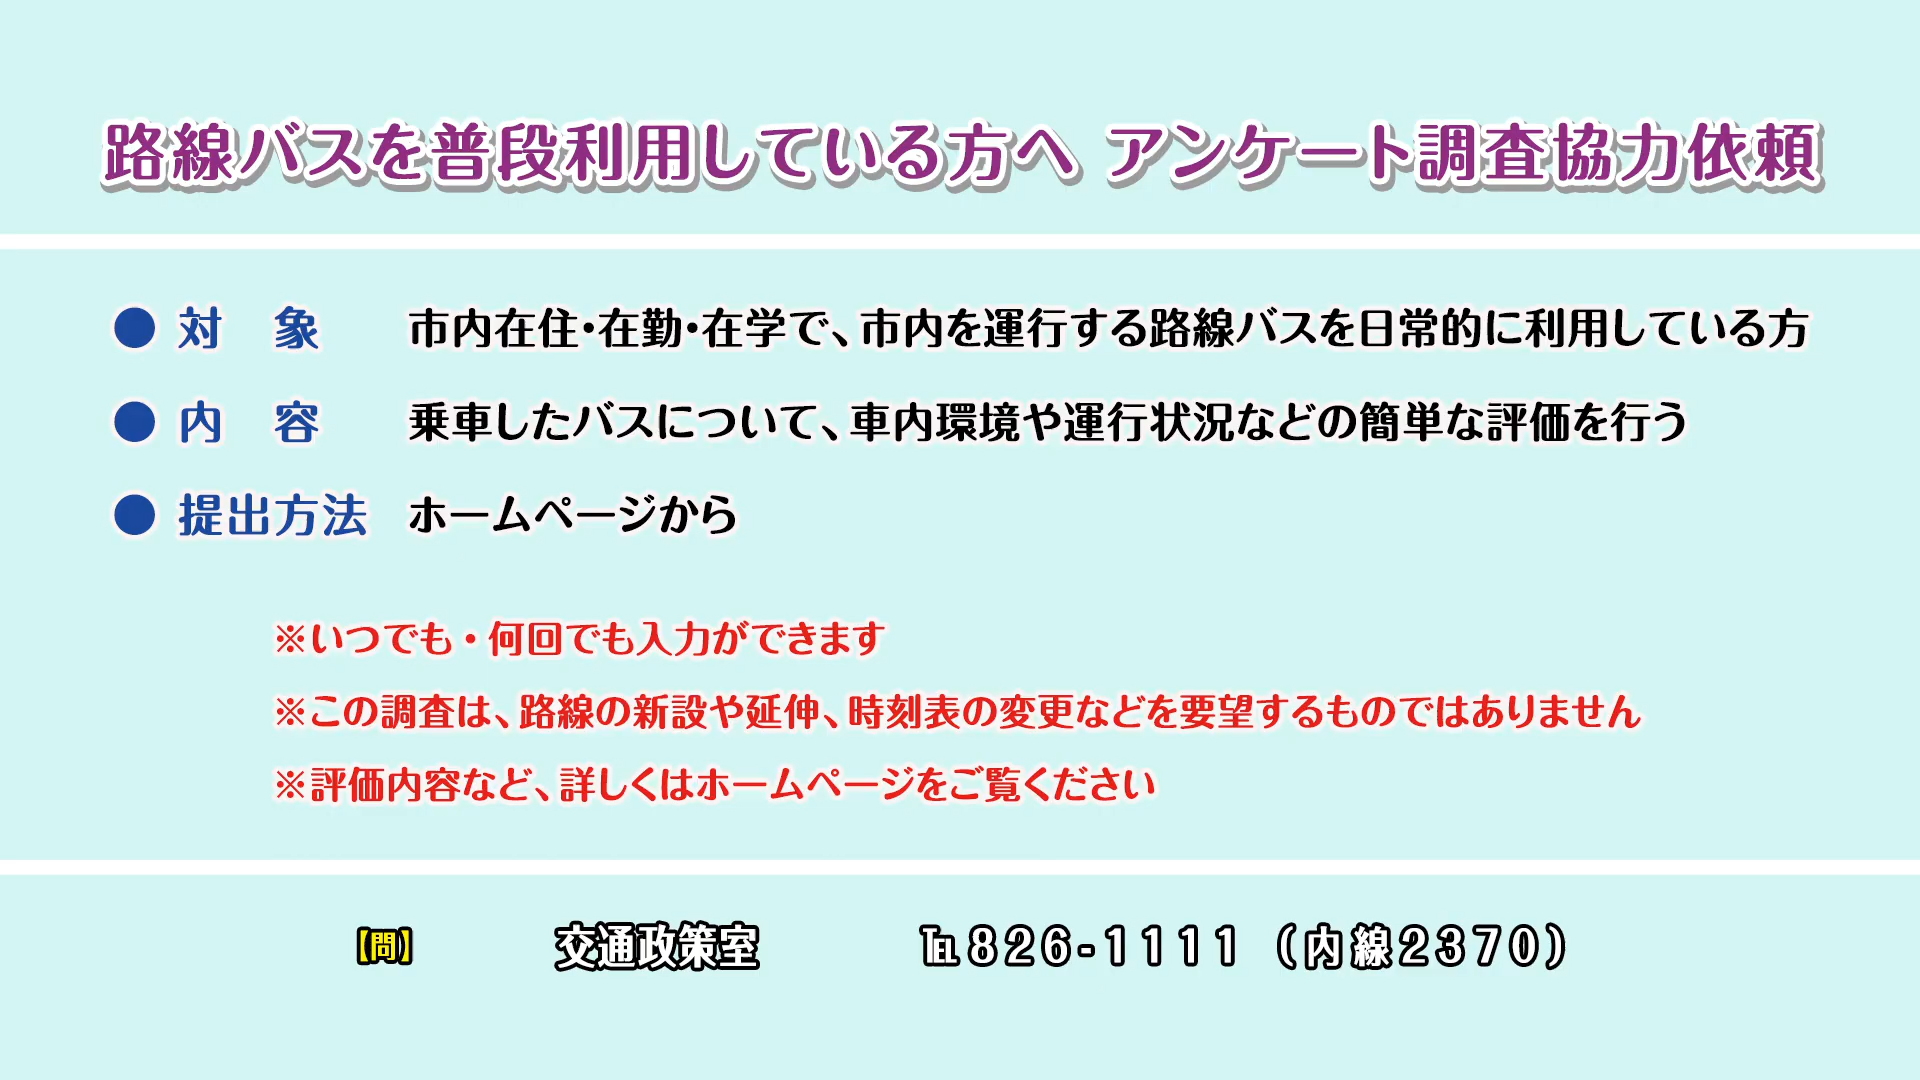 路線バスを普段利用している方へ アンケート調査協力依頼
● 対　象　市内在住・在勤・在学で、市内を運行する路線バスを日常的に利用している方
● 内　容　乗車したバスについて、車内環境や運行状況などの簡単な評価を行う
● 提出方法　ホームページから
※いつでも・何回でも入力ができます
※この調査は、路線の新設や延伸、時刻表の変更などを要望するものではありません
※評価内容など、詳しくはホームページをご覧ください
【問】　交通政策室　℡826-1111（内線2370）